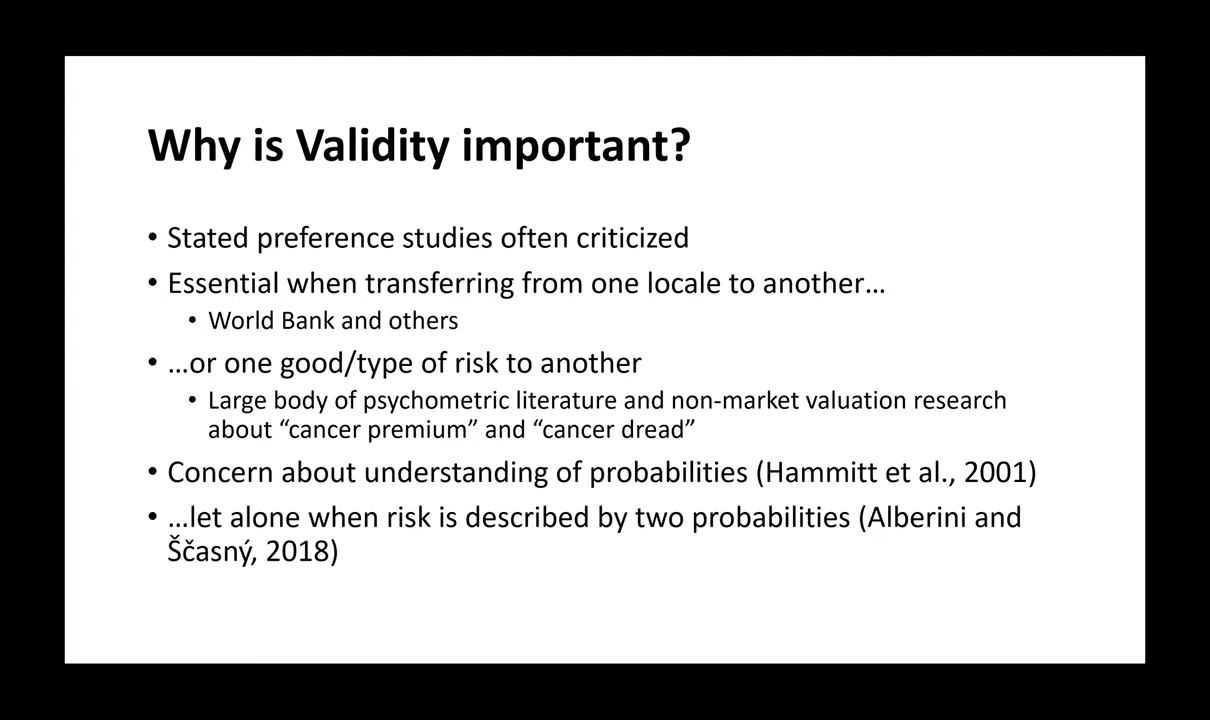 Why is Validity important?
• Stated preference studies often criticized
• Essential when transferring from one locale to another…
• World Bank and others
• …or one good/type of risk to another
• Large body of psychometric literature and non-market valuation research
about “cancer premium” and “cancer dread”
• Concern about understanding of probabilities (Hammitt et al., 2001)
• …let alone when risk is described by two probabilities (Alberini and
Ščasný, 2018)